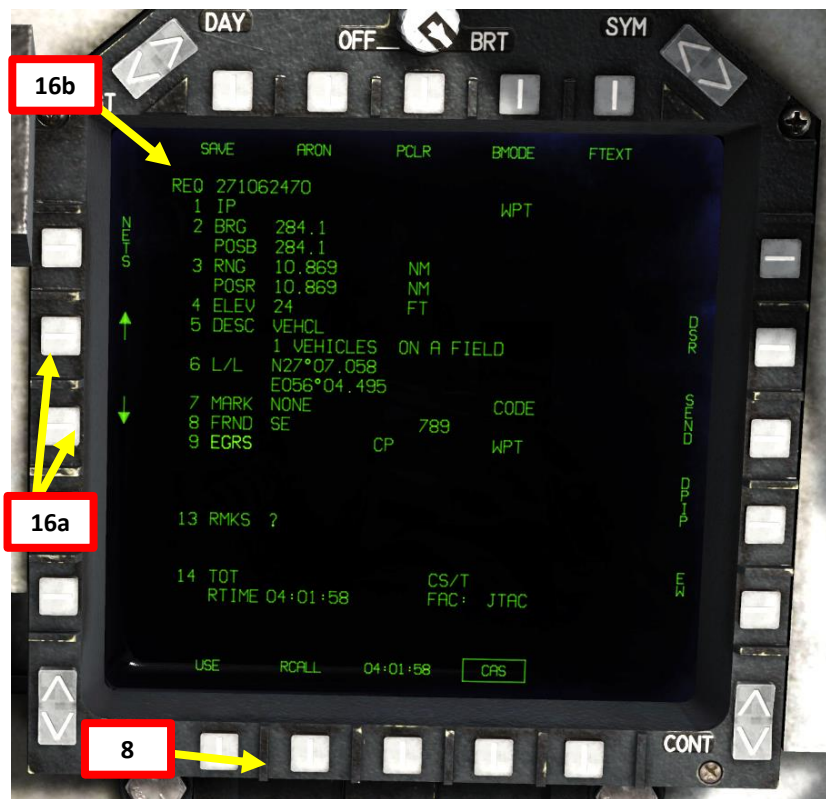 DAY OFF BRT SYM
16b
T
SAVE ARON PCLR BMODE FTEXT
REQ 271062470
1 IP WPT
2 BRG 284.1
POSB 284.1
3 RNG 10.869 NM
POSR 10.869 NM
4 ELEV 24 FT
5 DESC VEHCL
1 VEHICLES ON A FIELD
6 L/L N27°07.058
E056°04.495
7 MARK NONE CODE
8 FRND SE 789
9 EGRS CP WPT
13 RMKS ?
14 TOT CS/T
RTIME 04:01:58 FAC: JTAC
NETS
DSR
SEND
DPIP
EW
16a
USE RCALL 04:01:58 CAS
8
CONT